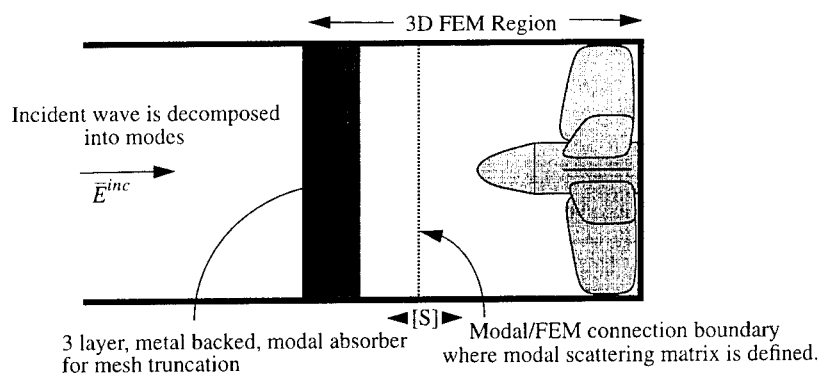 3D FEM Region
Incident wave is decomposed
into modes
E̅ⁱⁿᶜ
[S]
3 layer, metal backed, modal absorber
for mesh truncation
Modal/FEM connection boundary
where modal scattering matrix is defined.